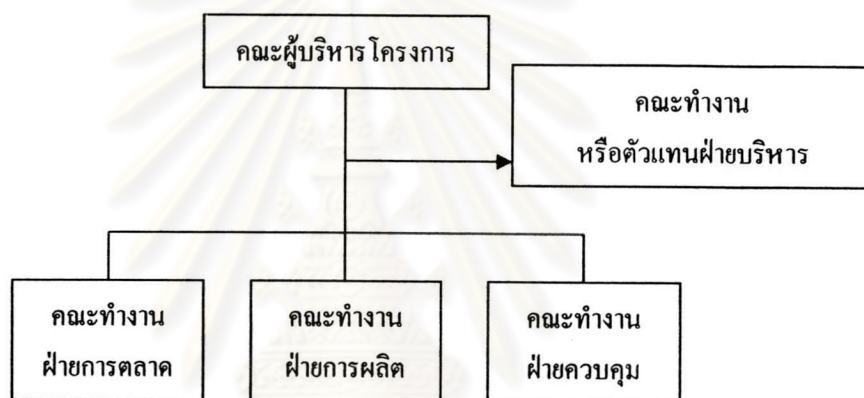 คณะผู้บริหารโครงการ
คณะทำงาน
หรือตัวแทนฝ่ายบริหาร
คณะทำงาน
ฝ่ายการตลาด
คณะทำงาน
ฝ่ายการผลิต
คณะทำงาน
ฝ่ายควบคุม